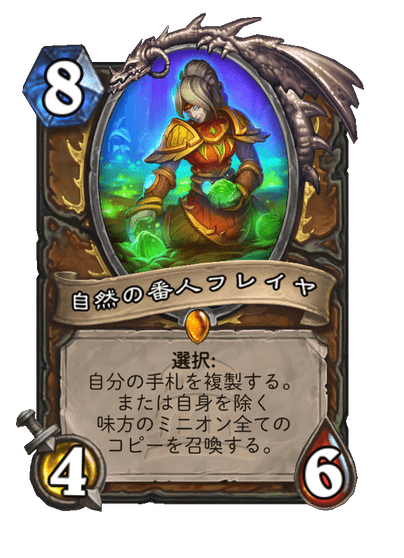 8
自然の番人フレイヤ
選択:
自分の手札を複製する。
または自身を除く
味方のミニオン全ての
コピーを召喚する。
4
6